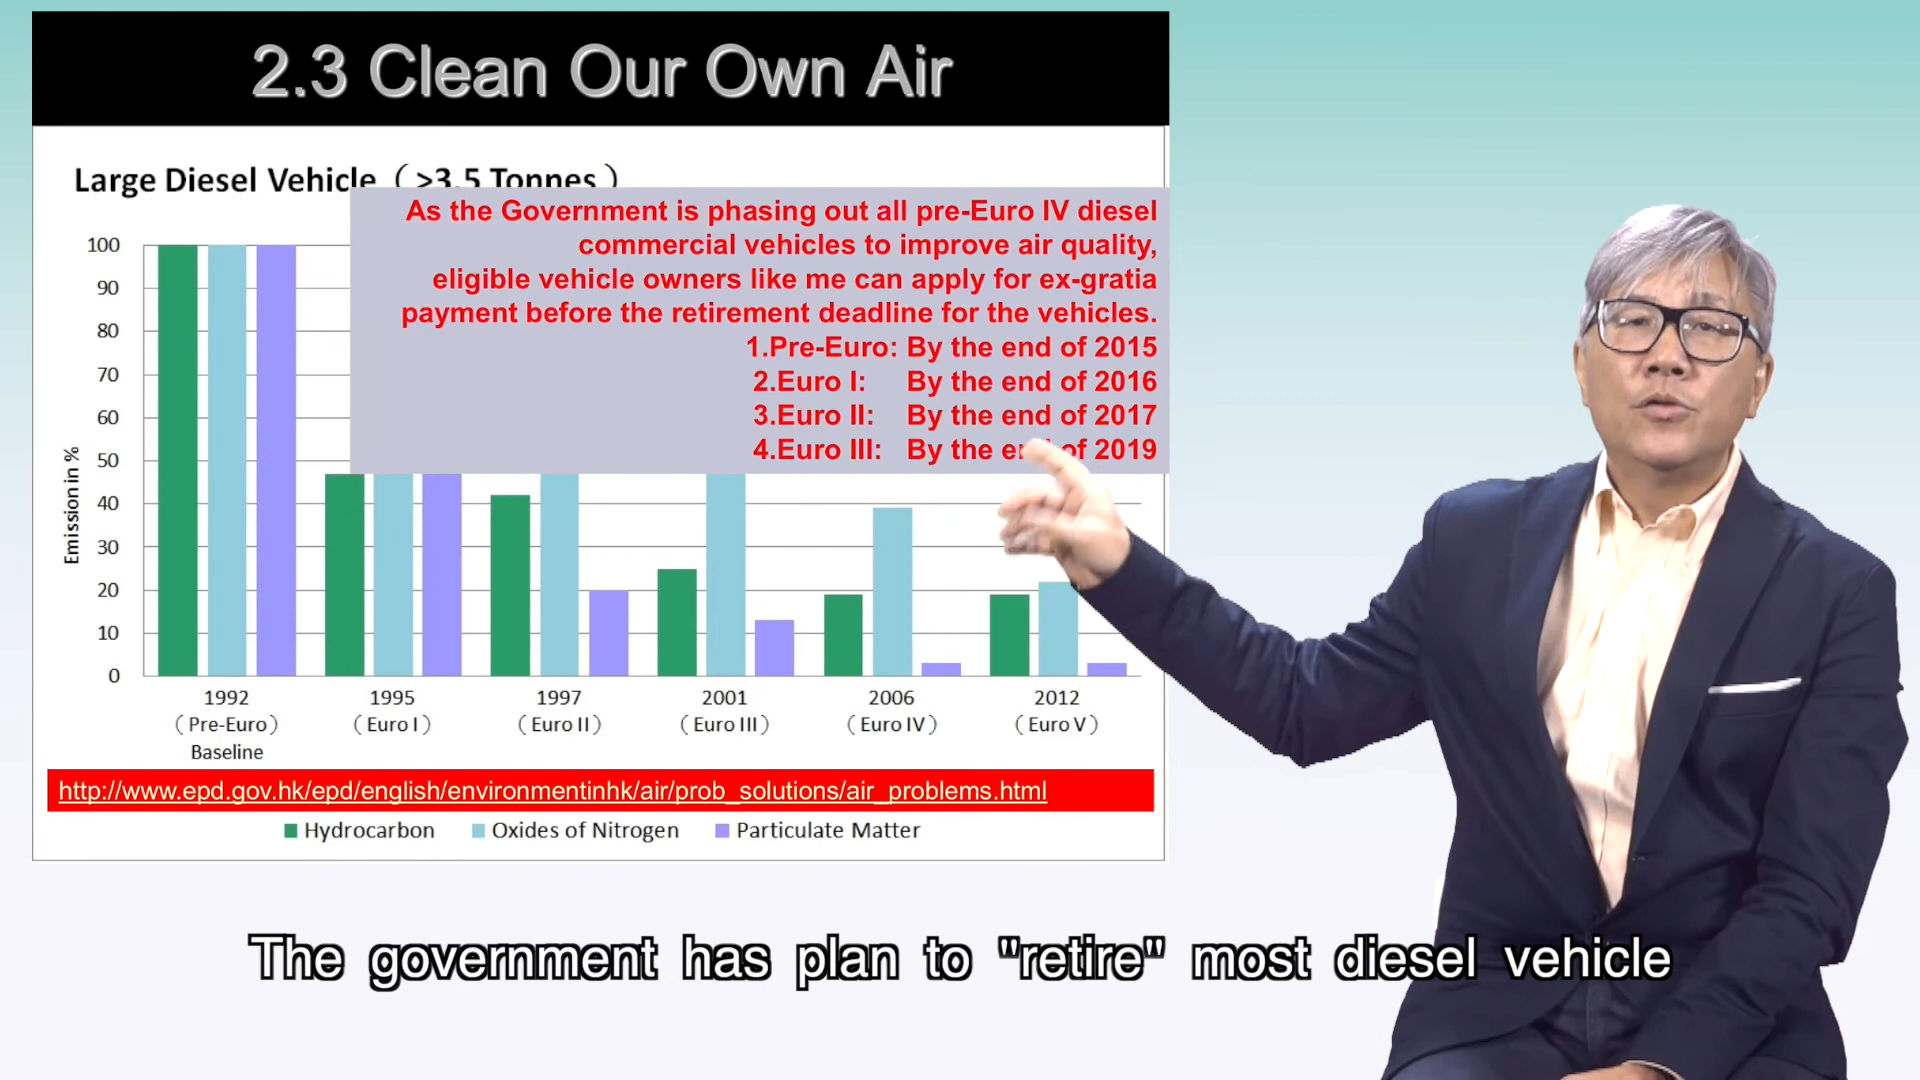 2.3 Clean Our Own Air
Large Diesel Vehicle (>3.5 Tonnes)
As the Government is phasing out all pre-Euro IV diesel
commercial vehicles to improve air quality,
eligible vehicle owners like me can apply for ex-gratia
payment before the retirement deadline for the vehicles.
1.Pre-Euro: By the end of 2015
2.Euro I: By the end of 2016
3.Euro II: By the end of 2017
4.Euro III: By the end of 2019
Emission in %
100
90
80
70
60
50
40
30
20
10
0
1992 1995 1997 2001 2006 2012
(Pre-Euro) (Euro I) (Euro II) (Euro III) (Euro IV) (Euro V)
Baseline
http://www.epd.gov.hk/epd/english/environmentinhk/air/prob_solutions/air_problems.html
Hydrocarbon Oxides of Nitrogen Particulate Matter
The government has plan to "retire" most diesel vehicle